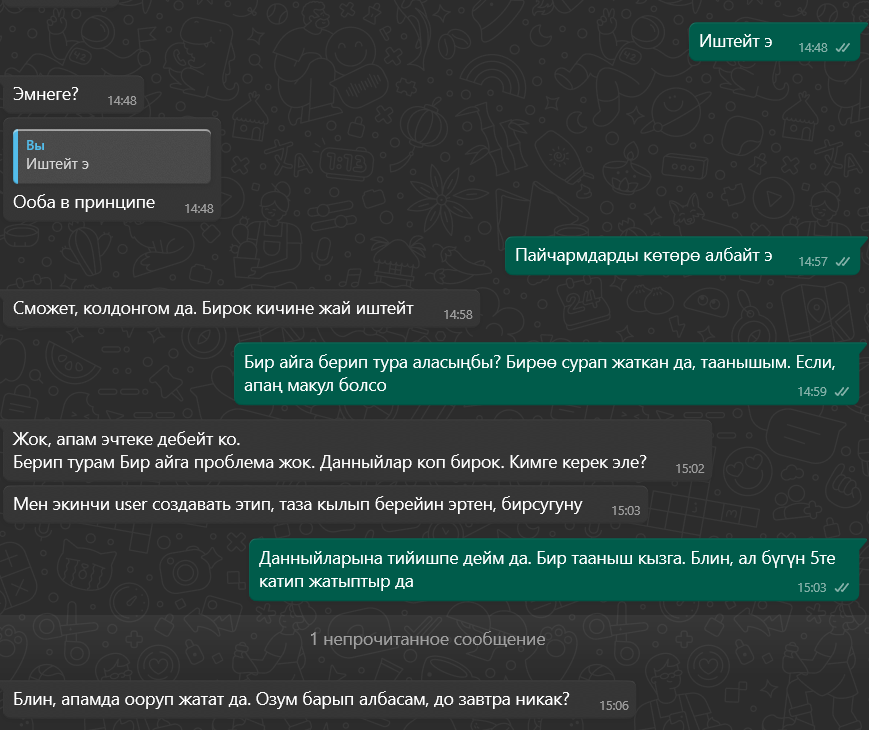 Иштейт э
14:48
Эмнеге?
14:48
Вы
Иштейт э
Ооба в принципе
14:48
Пайчармдарды көтөрө албайт э
14:57
Сможет, колдонгом да. Бирок кичине жай иштейт
14:58
Бир айга берип тура аласыңбы? Бирөө сурап жаткан да, таанышым. Если,
апаң макул болсо
14:59
Жок, апам эчтеке дебейт ко.
Берип турам Бир айга проблема жок. Данныйлар коп бирок. Кимге керек эле?
15:02
Мен экинчи user создавать этип, таза кылып берейин эртен, бирсугуну
15:03
Данныйларына тийишпе дейм да. Бир тааныш кызга. Блин, ал бүгүн 5те
катип жатыптыр да
15:03
1 непрочитанное сообщение
Блин, апамда ооруп жатат да. Озум барып албасам, до завтра никак?
15:06